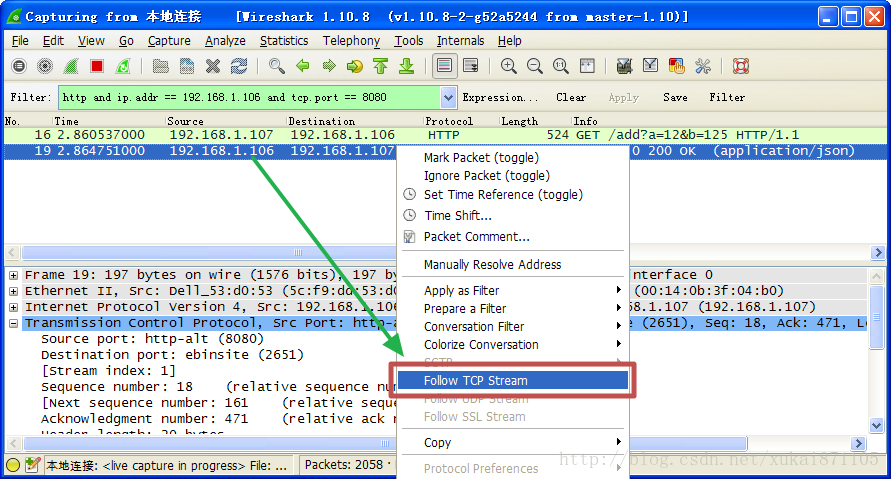 Capturing from 本地连接 [Wireshark 1.10.8 (v1.10.8-2-g52a5244 from master-1.10)]
File Edit View Go Capture Analyze Statistics Telephony Tools Internals Help
Filter: http and ip.addr == 192.168.1.106 and tcp.port == 8080 Expression... Clear Apply Save Filter
No. Time Source Destination Protocol Length Info
16 2.860537000 192.168.1.107 192.168.1.106 HTTP 524 GET /add?a=12&b=125 HTTP/1.1
19 2.864751000 192.168.1.106 192.168.1.107 0 200 OK (application/json)
Mark Packet (toggle)
Ignore Packet (toggle)
Set Time Reference (toggle)
Time Shift...
Packet Comment...
Manually Resolve Address
Apply as Filter
Prepare a Filter
Conversation Filter
Colorize Conversation
SCTP
Follow TCP Stream
Follow UDP Stream
Follow SSL Stream
Copy
Protocol Preferences
Frame 19: 197 bytes on wire (1576 bits), 197 by nterface 0
Ethernet II, Src: Dell_53:d0:53 (5c:f9:dd:53:d0 (00:14:0b:3f:04:b0)
Internet Protocol Version 4, Src: 192.168.1.106 .168.1.107 (192.168.1.107)
Transmission Control Protocol, Src Port: http-a e (2651), Seq: 18, Ack: 471, Le
Source port: http-alt (8080)
Destination port: ebinsite (2651)
[Stream index: 1]
Sequence number: 18 (relative sequence num
[Next sequence number: 161 (relative seque
Acknowledgment number: 471 (relative ack n
Header length: 20 bytes
本地连接: <live capture in progress> File: ... Packets: 2058 ·
http://blog.csdn.net/xukai871105